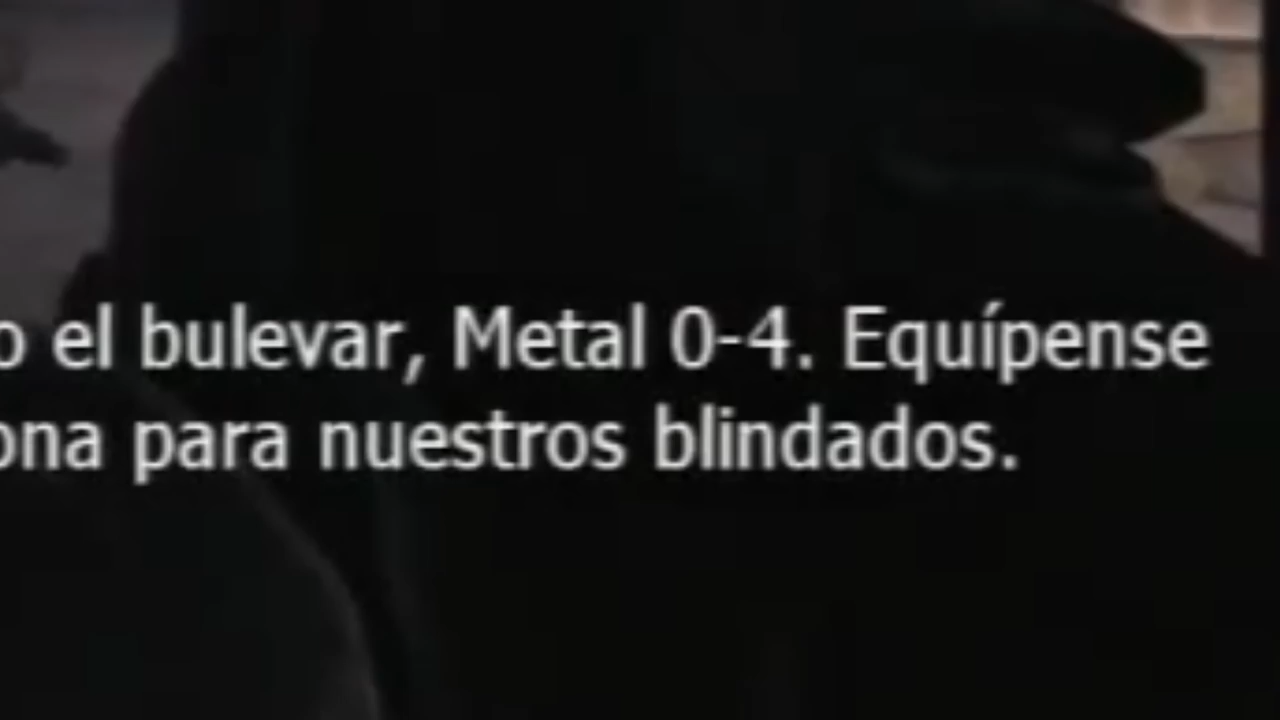 el bulevar, Metal 0-4. Equípense
para nuestros blindados.